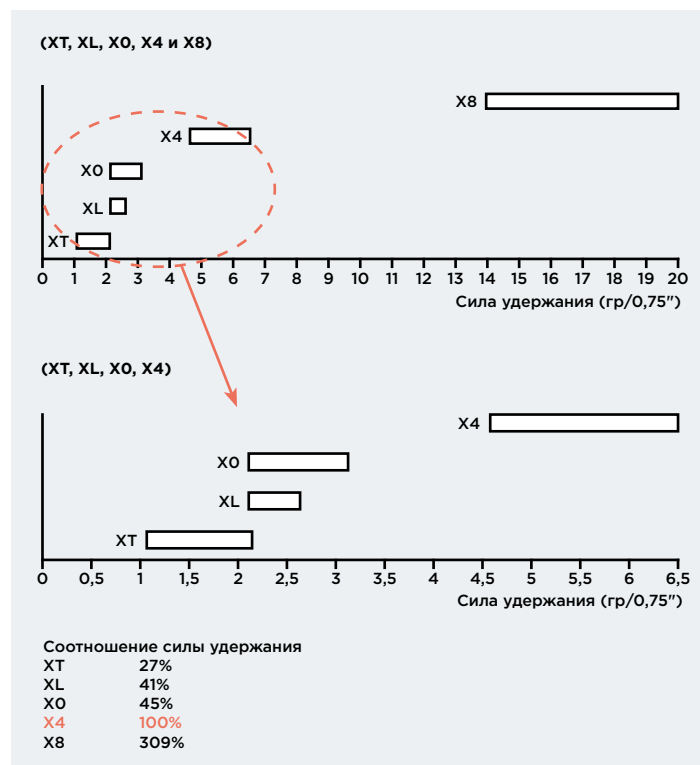 (XT, XL, X0, X4 и X8)
X8
X4
X0
XL
XT
0 1 2 3 4 5 6 7 8 9 10 11 12 13 14 15 16 17 18 19 20
Сила удержания (гр/0,75")
(XT, XL, X0, X4)
X4
X0
XL
XT
0 0,5 1 1,5 2 2,5 3 3,5 4 4,5 5 5,5 6 6,5
Сила удержания (гр/0,75")
Соотношение силы удержания
XT 27%
XL 41%
X0 45%
X4 100%
X8 309%